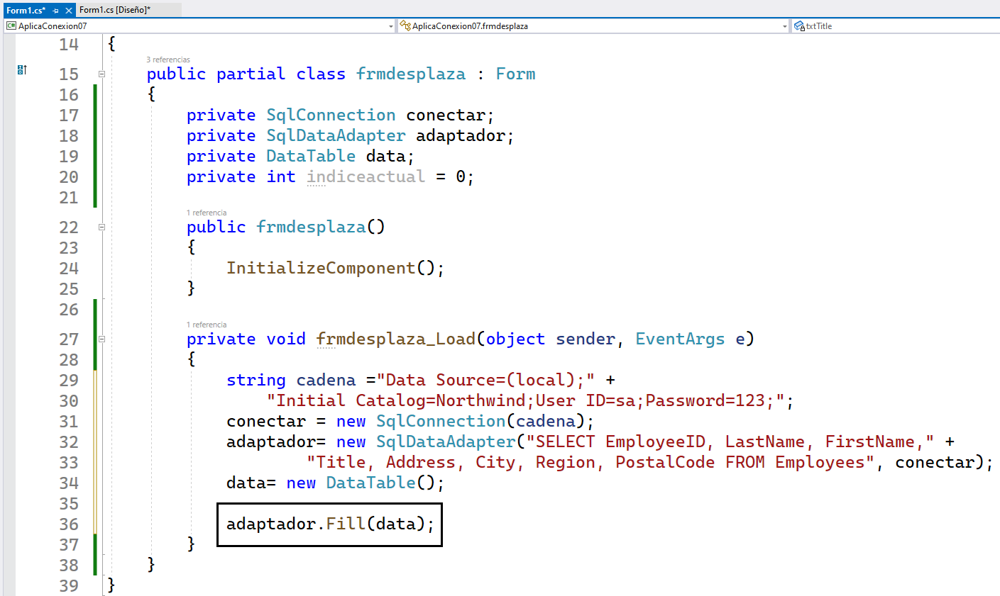 Form1.cs* Form1.cs [Diseño]*
C# AplicaConexion07 AplicaConexion07.frmdesplaza txtTitle
14 {
3 referencias
15 public partial class frmdesplaza : Form
16 {
17 private SqlConnection conectar;
18 private SqlDataAdapter adaptador;
19 private DataTable data;
20 private int indiceactual = 0;
21
1 referencia
22 public frmdesplaza()
23 {
24 InitializeComponent();
25 }
26
1 referencia
27 private void frmdesplaza_Load(object sender, EventArgs e)
28 {
29 string cadena ="Data Source=(local);" +
30 "Initial Catalog=Northwind;User ID=sa;Password=123;";
31 conectar = new SqlConnection(cadena);
32 adaptador= new SqlDataAdapter("SELECT EmployeeID, LastName, FirstName," +
33 "Title, Address, City, Region, PostalCode FROM Employees", conectar);
34 data= new DataTable();
35
36 adaptador.Fill(data);
37 }
38 }
39 }